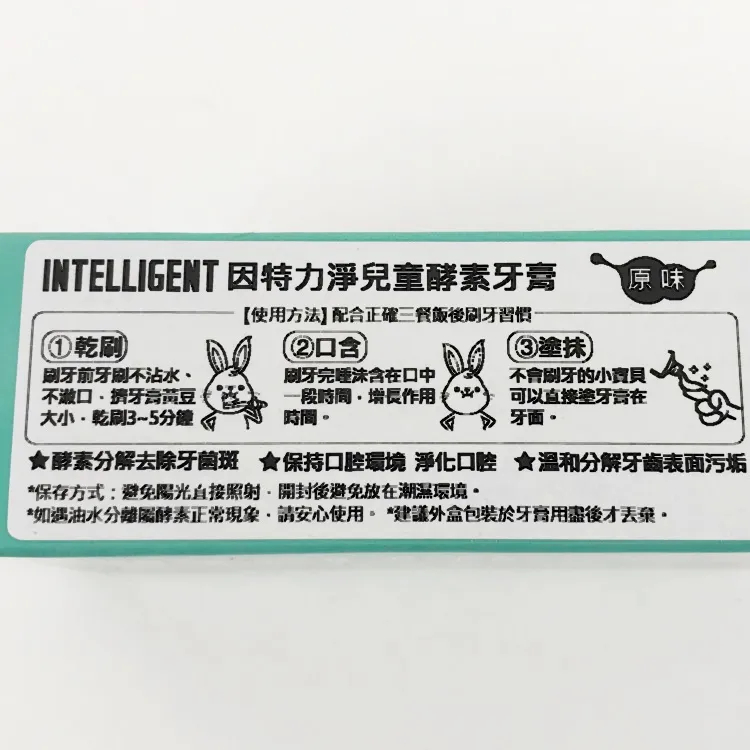 INTELLIGENT 因特力淨兒童酵素牙膏
原味
【使用方法】配合正確三餐飯後刷牙習慣
①乾刷
刷牙前牙刷不沾水、
不漱口，擠牙膏黃豆
大小，乾刷3~5分鐘
②口含
刷牙完唾沫含在口中
一段時間，增長作用
時間。
③塗抹
不會刷牙的小寶貝
可以直接塗牙膏在
牙面。
★酵素分解去除牙菌斑 ★保持口腔環境 淨化口腔 ★溫和分解牙齒表面污垢
*保存方式：避免陽光直接照射，開封後避免放在潮濕環境。
*如遇油水分離屬酵素正常現象，請安心使用。*建議外盒包裝於牙膏用盡後才丟棄。